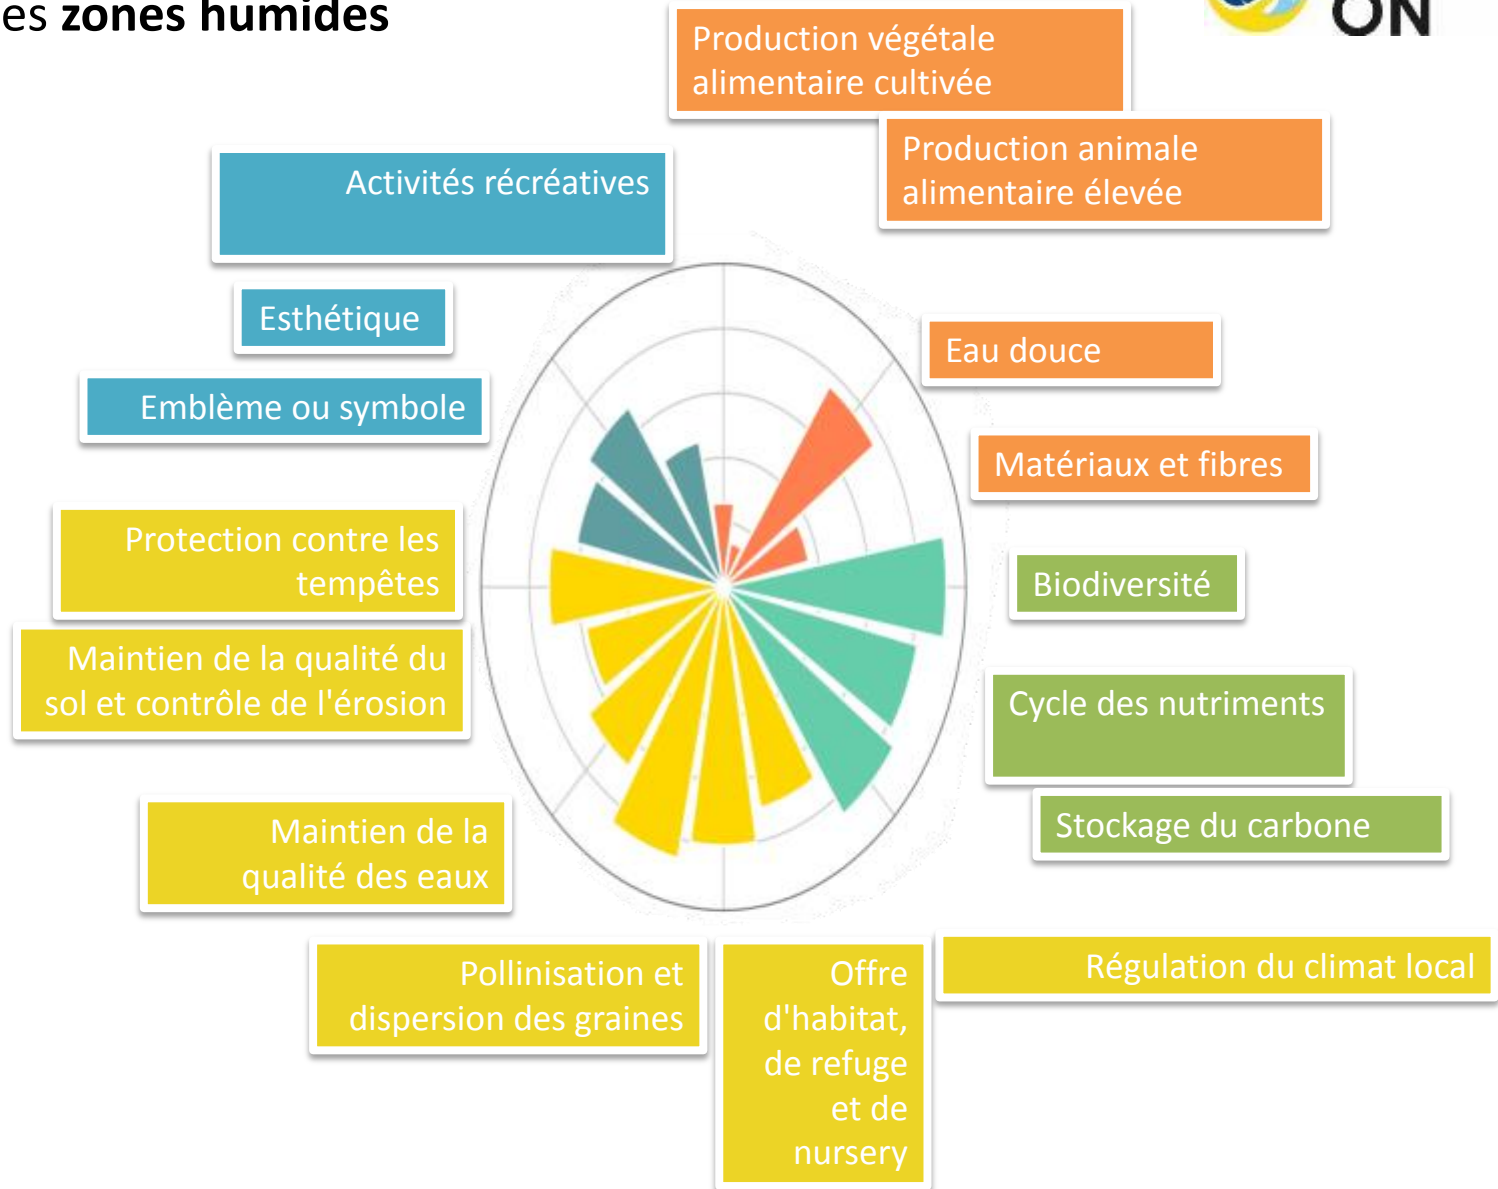 es zones humides
ON
Production végétale
alimentaire cultivée
Production animale
alimentaire élevée
Activités récréatives
Esthétique
Eau douce
Emblème ou symbole
Matériaux et fibres
Protection contre les
tempêtes
Biodiversité
Maintien de la qualité du
sol et contrôle de l'érosion
Cycle des nutriments
Maintien de la
qualité des eaux
Stockage du carbone
Pollinisation et
dispersion des graines
Offre
d'habitat,
de refuge
et de
nursery
Régulation du climat local